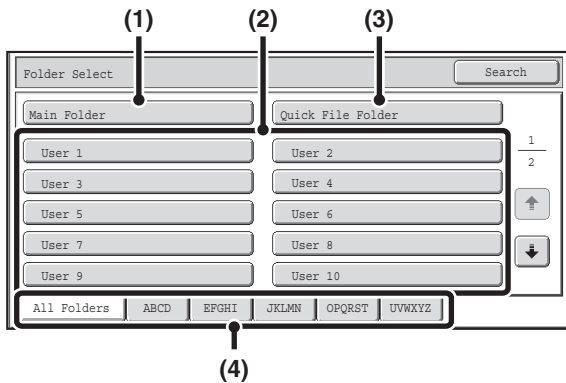 (1) (2) (3)
Folder Select Search
Main Folder Quick File Folder
User 1 User 2
1
2
User 3 User 4
User 5 User 6
User 7 User 8
User 9 User 10
All Folders ABCD EFGHI JKLMN OPQRST UVWXYZ
(4)